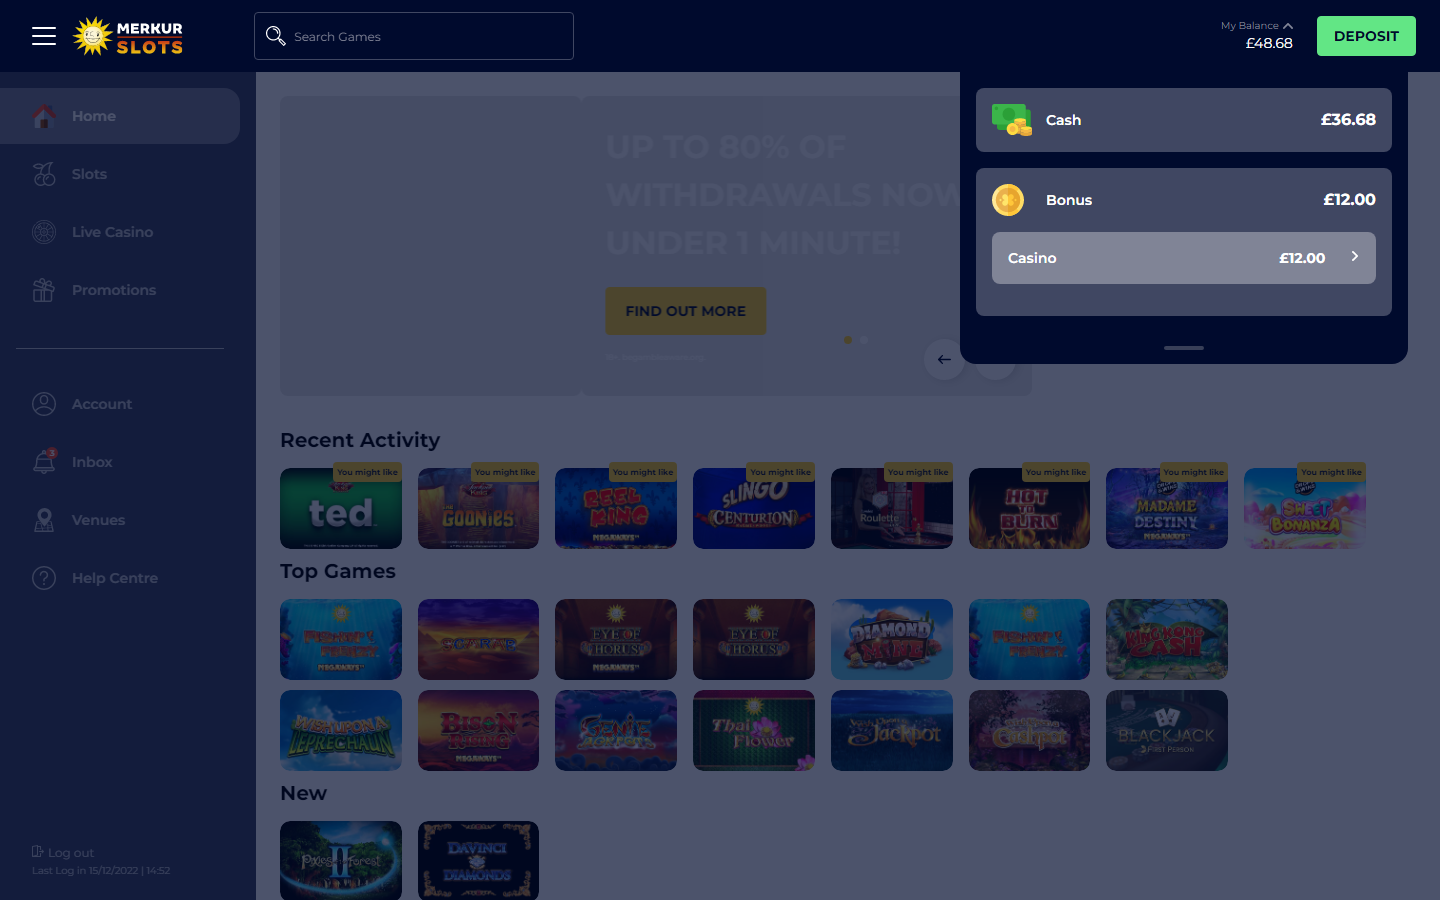 MERKUR
SLOTS
Search Games
My Balance
£48.68
DEPOSIT
Cash
£36.68
Bonus
£12.00
Casino
£12.00
Home
Slots
Live Casino
Promotions
Account
Inbox
3
Venues
Help Centre
Log out
Last Log in 15/12/2022 | 14:52
UP TO 80% OF
WITHDRAWALS NOW
UNDER 1 MINUTE!
FIND OUT MORE
Recent Activity
You might like
You might like
You might like
You might like
You might like
You might like
You might like
You might like
ted
THE GOONIES
REEL KING
MEGAWAYS
SLINGO
CENTURION
Roulette
HOT TO BURN
MADAME DESTINY
MEGAWAYS
SWEET BONANZA
Top Games
MEGAWAYS
EYE OF HORUS
MEGAWAYS
EYE OF HORUS
DIAMOND MINE
KING KONG CASH
WISH UPON A LEPRECHAUN
BISON RISING
MEGAWAYS
Genie
Thai Flower
Jackpot
BLACKJACK
FIRST PERSON
New
Pixies of the Forest
II
DAVINCI DIAMONDS